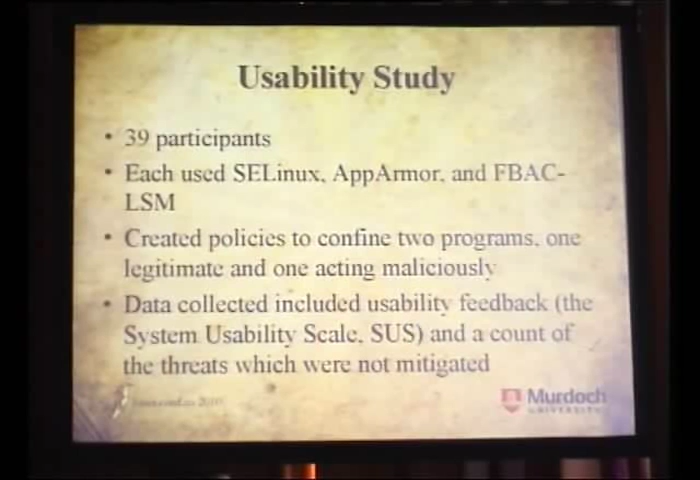 Usability Study
• 39 participants
• Each used SELinux, AppArmor, and FBAC-
LSM
• Created policies to confine two programs, one
legitimate and one acting maliciously
• Data collected included usability feedback (the
System Usability Scale, SUS) and a count of
the threats which were not mitigated
2010
Murdoch
UNIVERSITY